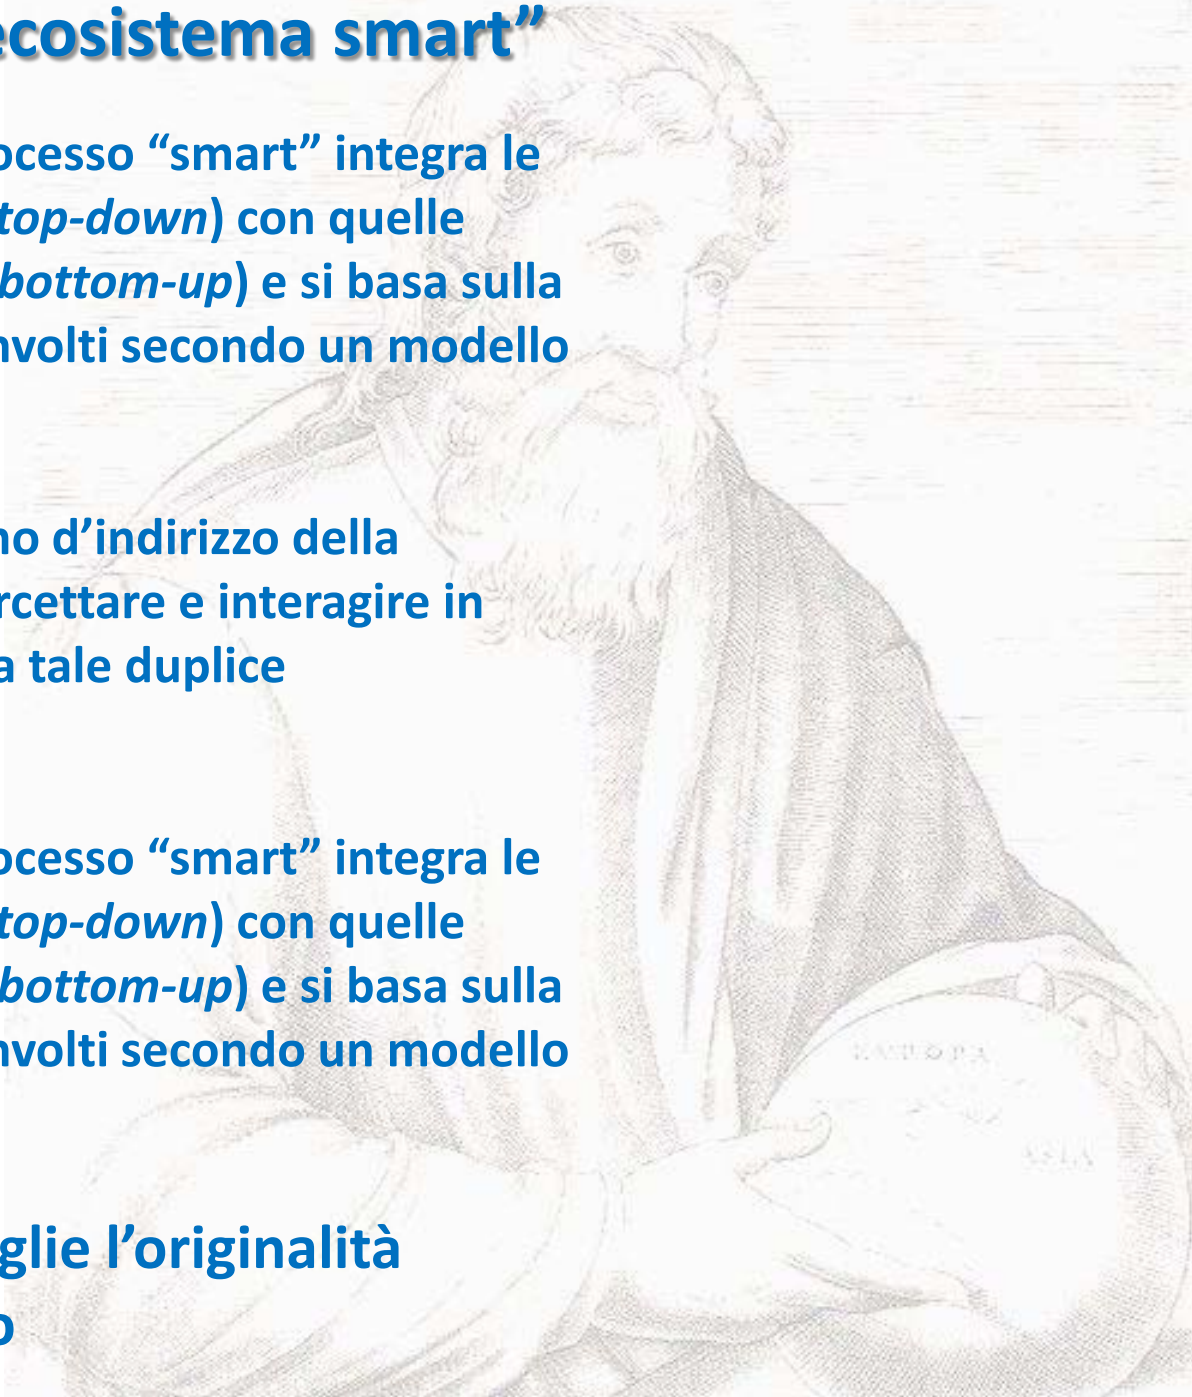 ecosistema smart”
ocesso “smart” integra le
top-down) con quelle
bottom-up) e si basa sulla
nvolti secondo un modello
no d’indirizzo della
rcettare e interagire in
a tale duplice
ocesso “smart” integra le
top-down) con quelle
bottom-up) e si basa sulla
nvolti secondo un modello
EUROPA
ASIA
glie l’originalità
o